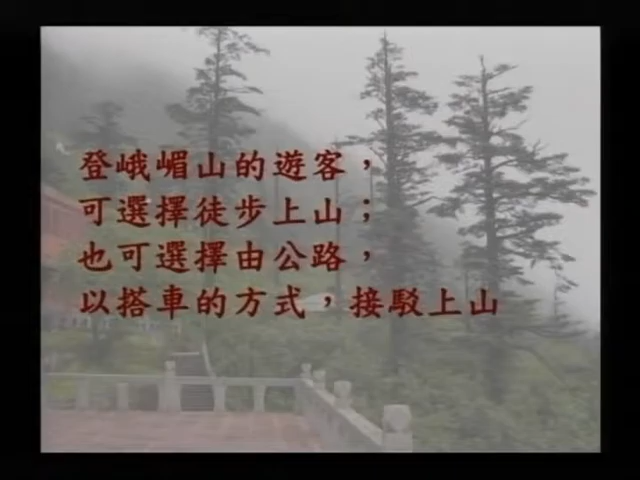 登峨嵋山的遊客，
可選擇徒步上山；
也可選擇由公路，
以搭車的方式，接駁上山